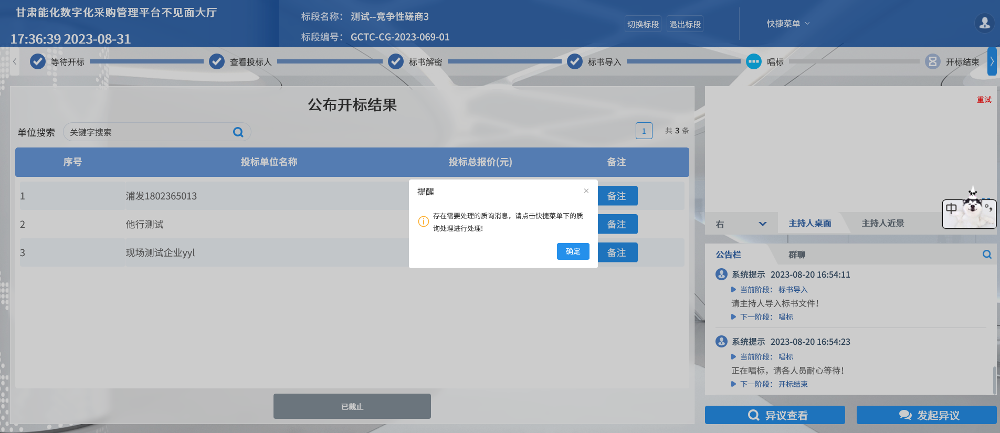 甘肃能化数字化采购管理平台不见面大厅
17:36:39 2023-08-31
标段名称： 测试--竞争性磋商3
标段编号： GCTC-CG-2023-069-01
切换标段 退出标段
快捷菜单
等待开标 查看投标人 标书解密 标书导入 唱标 开标结束
公布开标结果
单位搜索 关键字搜索
1 共 3 条
序号 投标单位名称 投标总报价(元) 备注
1 浦发1802365013 备注
2 他行测试 备注
3 现场测试企业yyl 备注
提醒 ×
存在需要处理的质询消息，请点击快捷菜单下的质
询处理进行处理!
确定
已截止
重试
中 °,
右 主持人桌面 主持人近景
公告栏 群聊
系统提示 2023-08-20 16:54:11
当前阶段： 标书导入
请主持人导入标书文件！
下一阶段： 唱标
系统提示 2023-08-20 16:54:23
当前阶段： 唱标
正在唱标，请各人员耐心等待！
下一阶段： 开标结束
异议查看 发起异议